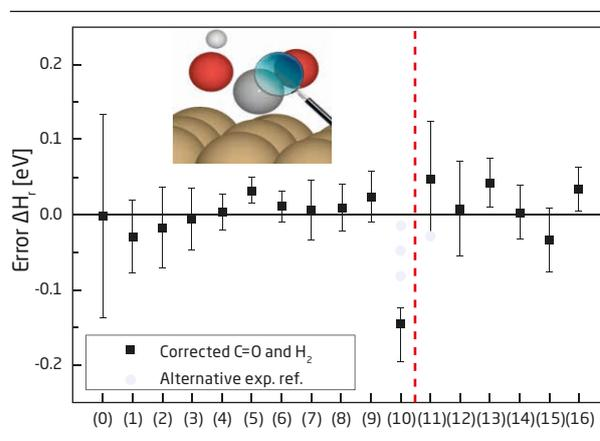 Error ΔHᵣ [eV]
0.2
0.1
0.0
-0.1
-0.2
Corrected C=O and H₂
Alternative exp. ref.
(0) (1) (2) (3) (4) (5) (6) (7) (8) (9) (10) (11) (12) (13) (14) (15) (16)